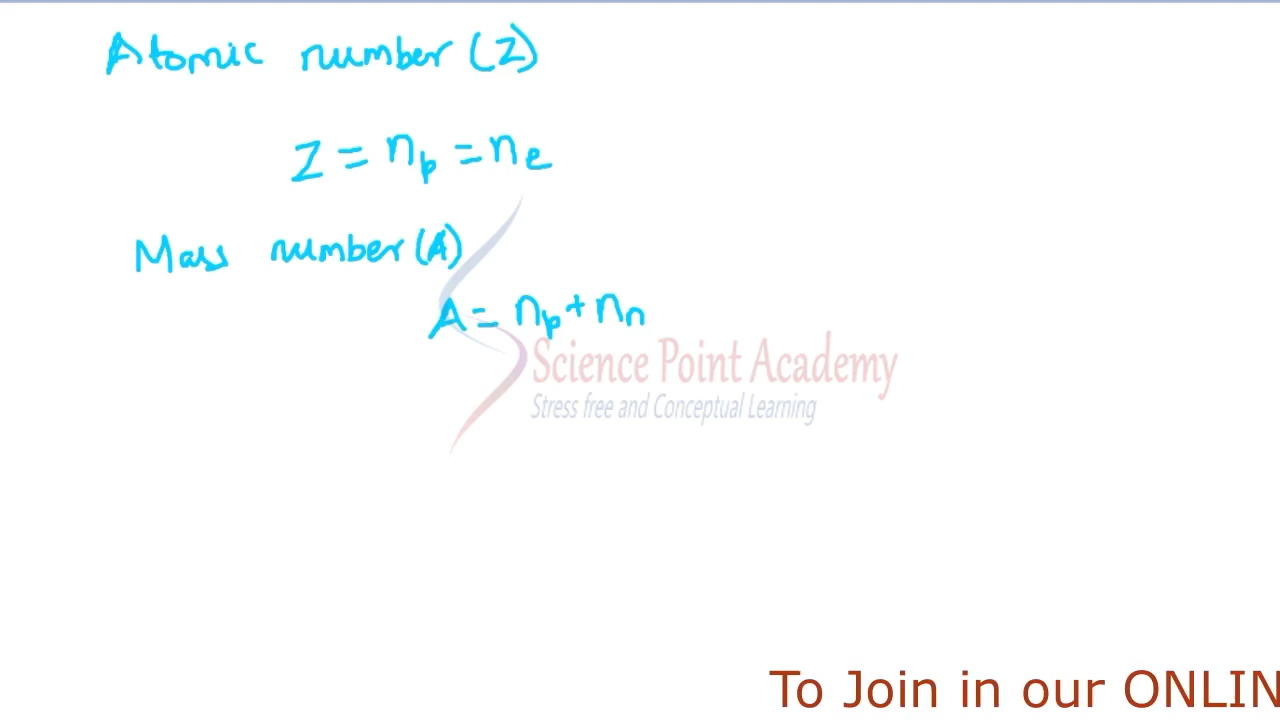 Atomic number (Z)
Z = nₚ = nₑ
Mass number (A)
A = nₚ + nₙ
Science Point Academy
Stress free and Conceptual Learning
To Join in our ONLIN